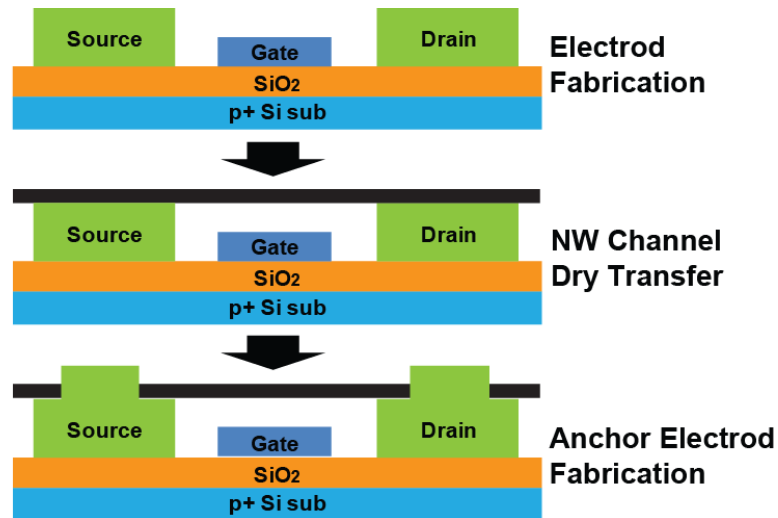 Source
Gate
Drain
SiO₂
p+ Si sub
Electrod
Fabrication
Source
Gate
Drain
SiO₂
p+ Si sub
NW Channel
Dry Transfer
Source
Gate
Drain
SiO₂
p+ Si sub
Anchor Electrod
Fabrication